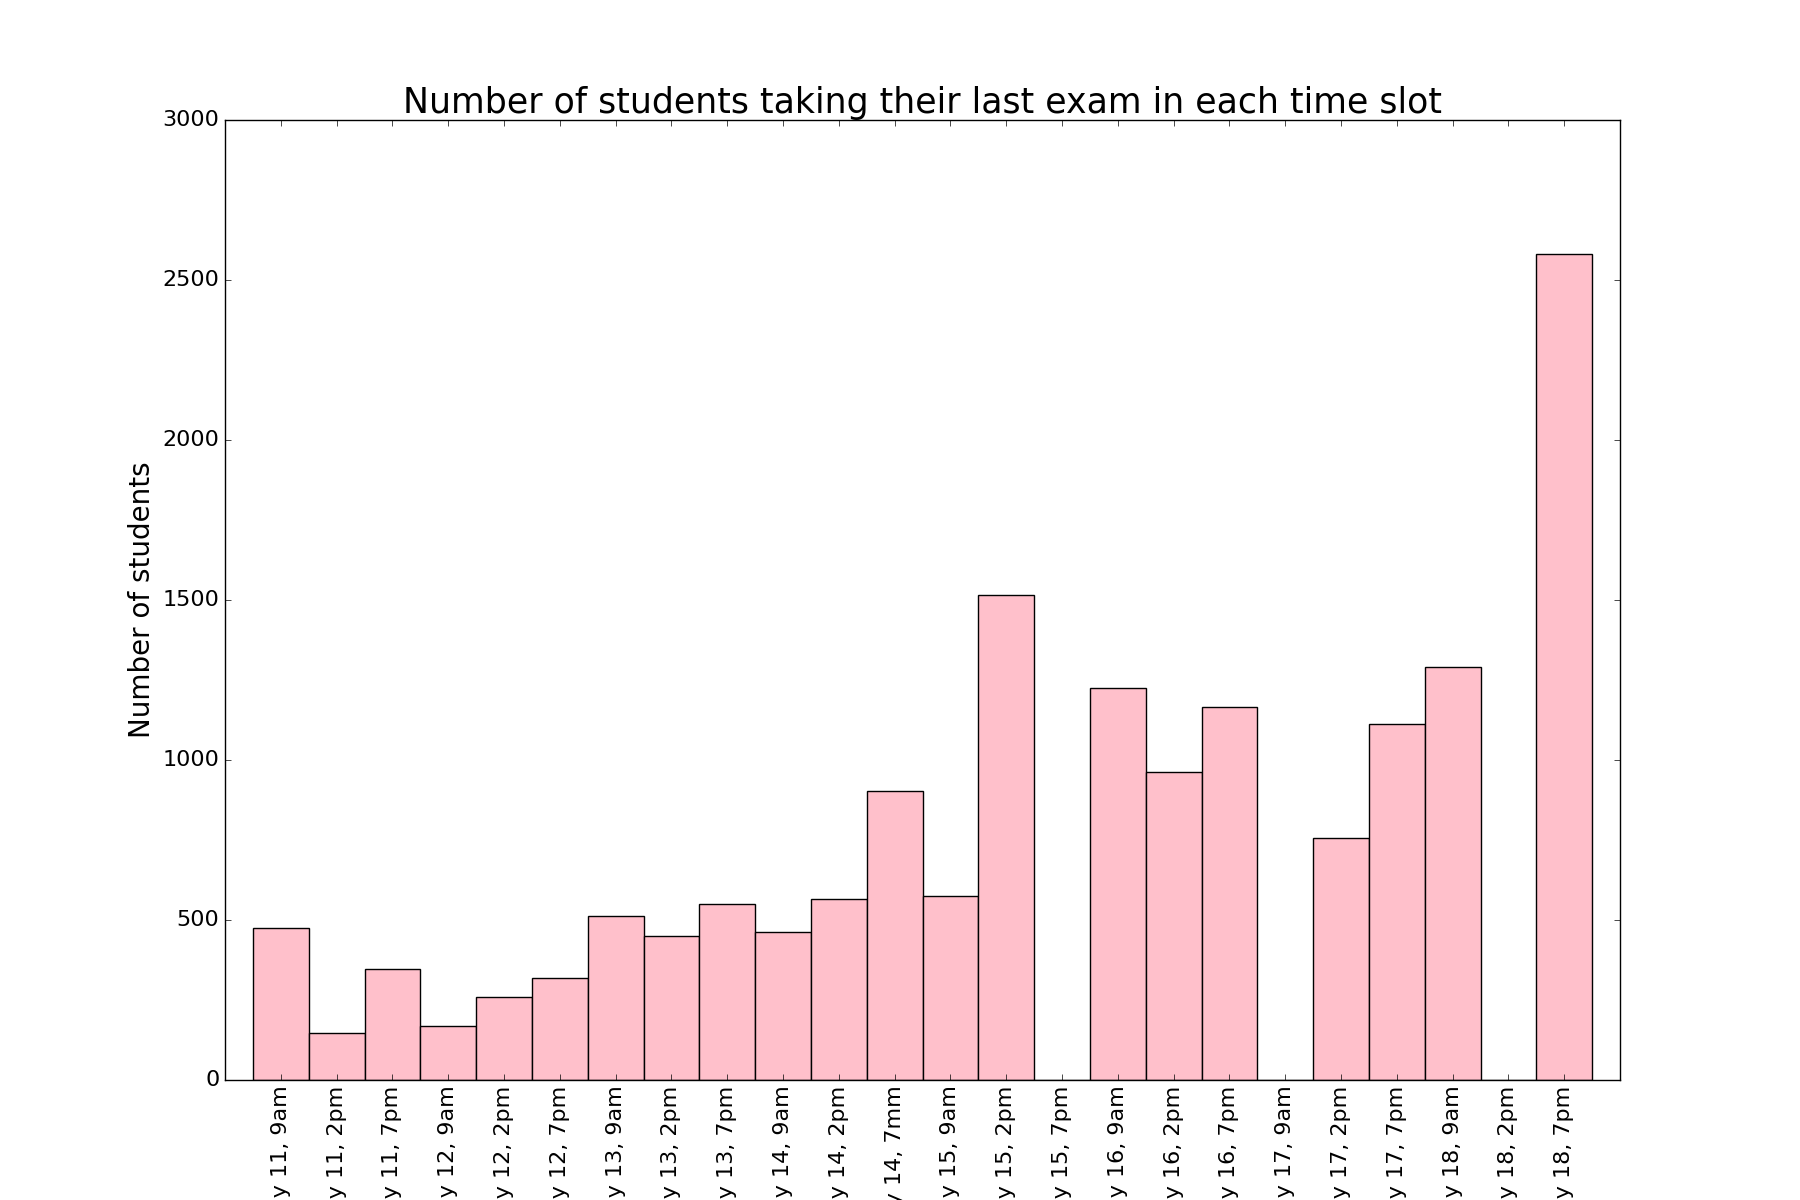 Number of students taking their last exam in each time slot
3000
2500
2000
1500
1000
500
0
Number of students
y 11, 9am
y 11, 2pm
y 11, 7pm
y 12, 9am
y 12, 2pm
y 12, 7pm
y 13, 9am
y 13, 2pm
y 13, 7pm
y 14, 9am
y 14, 2pm
y 14, 7mm
y 15, 9am
y 15, 2pm
y 15, 7pm
y 16, 9am
y 16, 2pm
y 16, 7pm
y 17, 9am
y 17, 2pm
y 17, 7pm
y 18, 9am
y 18, 2pm
y 18, 7pm